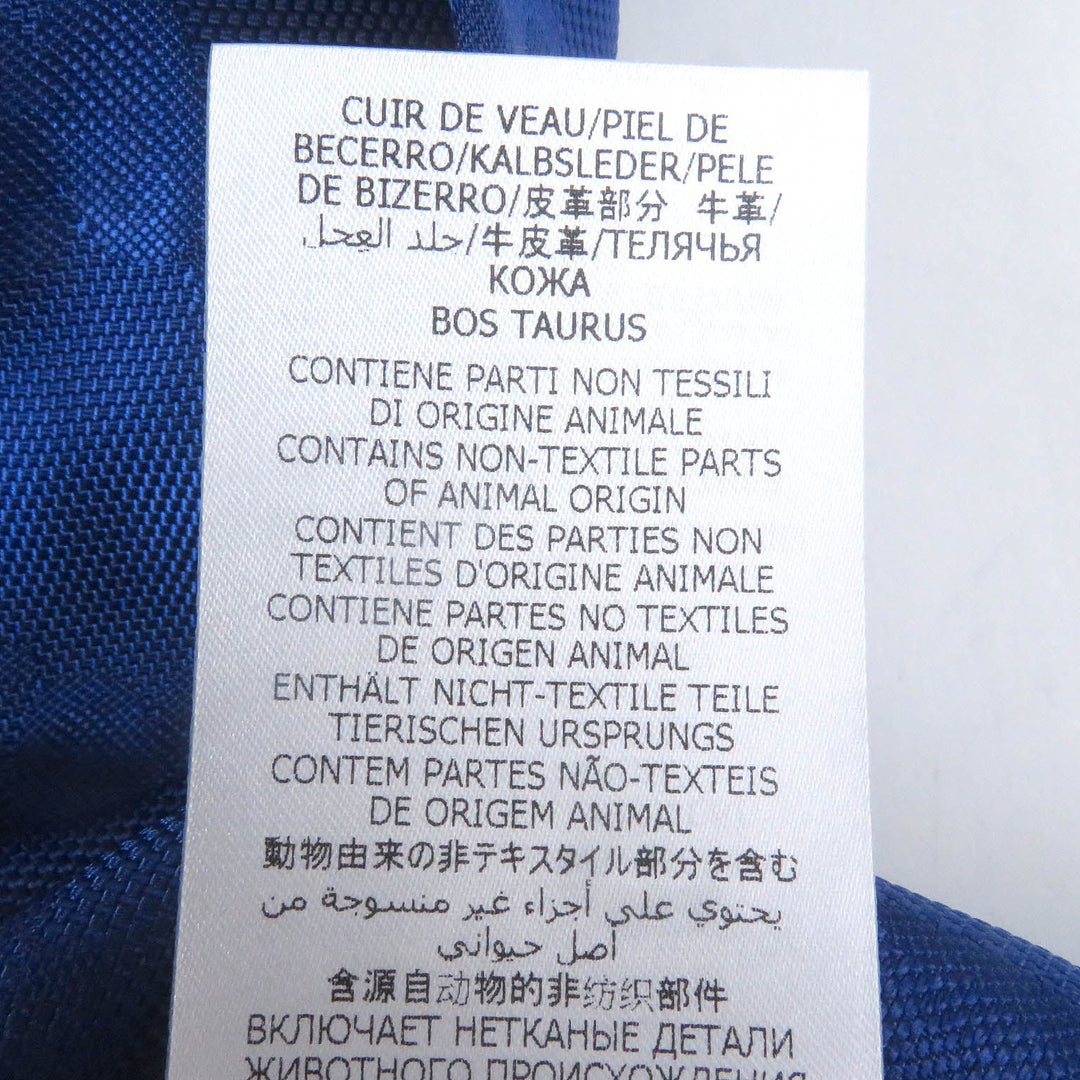 CUIR DE VEAU/PIEL DE
BECERRO/KALBSLEDER/PELE
DE BIZERRO/皮革部分 牛革/
جلد العجل/牛皮革/ТЕЛЯЧЬЯ
КОЖА
BOS TAURUS
CONTIENE PARTI NON TESSILI
DI ORIGINE ANIMALE
CONTAINS NON-TEXTILE PARTS
OF ANIMAL ORIGIN
CONTIENT DES PARTIES NON
TEXTILES D'ORIGINE ANIMALE
CONTIENE PARTES NO TEXTILES
DE ORIGEN ANIMAL
ENTHÄLT NICHT-TEXTILE TEILE
TIERISCHEN URSPRUNGS
CONTEM PARTES NÃO-TEXTEIS
DE ORIGEM ANIMAL
動物由来の非テキスタイル部分を含む
يحتوي على أجزاء غير منسوجة من
أصل حيواني
含源自动物的非纺织部件
ВКЛЮЧАЕТ НЕТКАНЫЕ ДЕТАЛИ
ЖИВОТНОГО ПРОИСХОЖДЕНИЯ